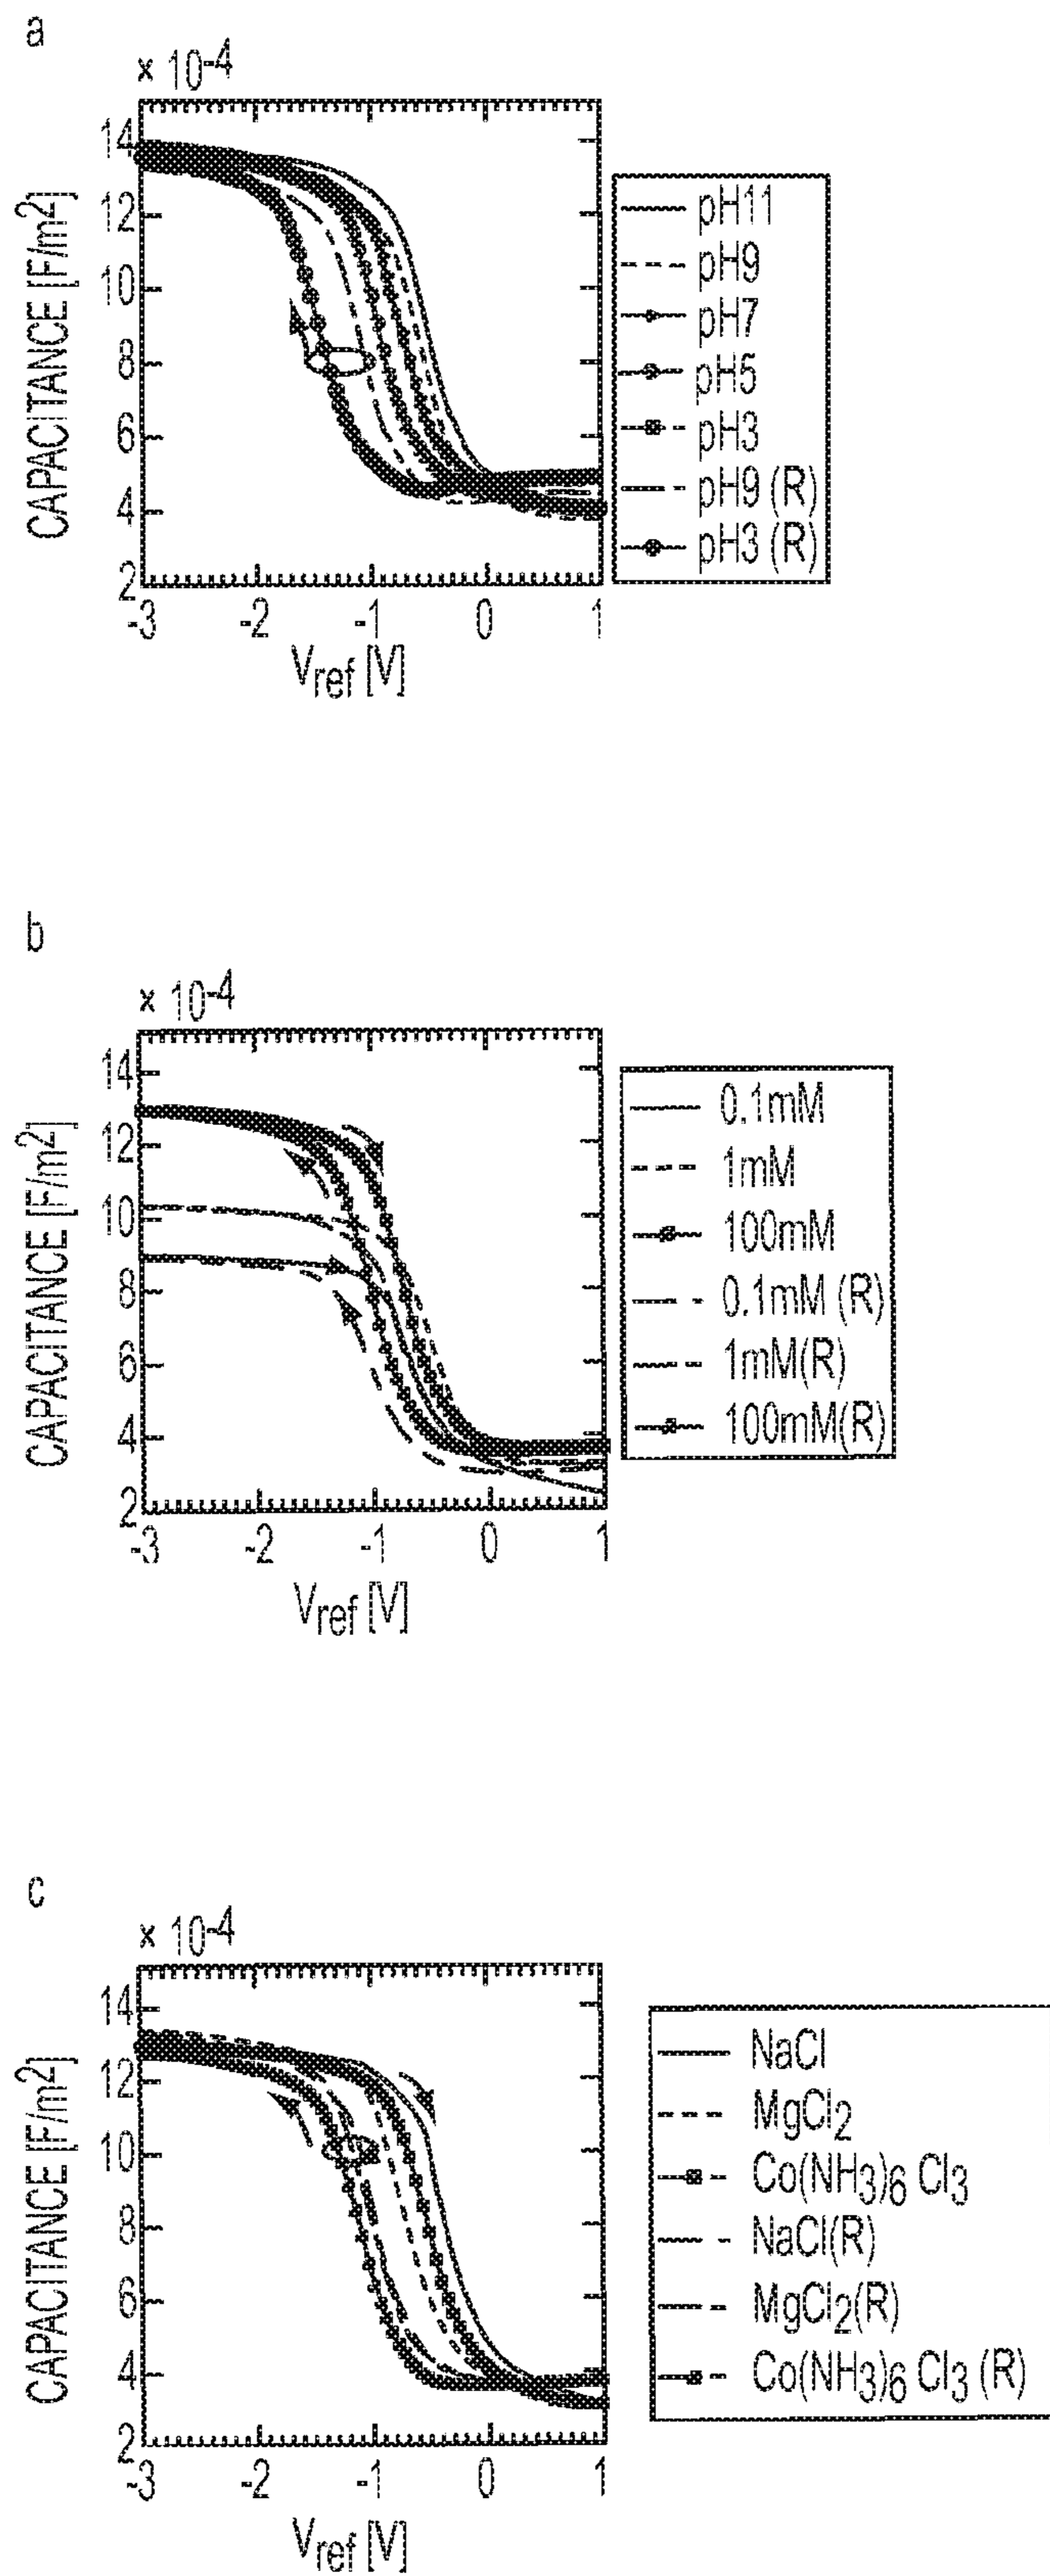 a
× 10-4
CAPACITANCE [F/m2]
14
12
10
8
6
4
2
-3
-2
-1
0
1
Vref [V]
pH11
pH9
pH7
pH5
pH3
pH9 (R)
pH3 (R)
b
× 10-4
CAPACITANCE [F/m2]
14
12
10
8
6
4
2
-3
-2
-1
0
1
Vref [V]
0.1mM
1mM
100mM
0.1mM (R)
1mM(R)
100mM(R)
c
× 10-4
CAPACITANCE [F/m2]
14
12
10
8
6
4
2
-3
-2
-1
0
1
Vref [V]
NaCl
MgCl2
Co(NH3)6 Cl3
NaCl(R)
MgCl2(R)
Co(NH3)6 Cl3 (R)